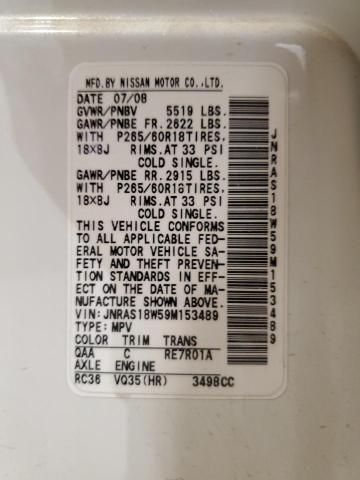 MFD.BY NISSAN MOTOR CO.,LTD.
DATE 07/08
GVWR/PNBV 5519 LBS.
GAWR/PNBE FR.2622 LBS.
WITH P265/60R18TIRES,
18X8J RIMS.AT 33 PSI
COLD SINGLE.
GAWR/PNBE RR.2915 LBS.
WITH P265/60R18TIRES,
18X8J RIMS.AT 33 PSI
COLD SINGLE.
THIS VEHICLE CONFORMS
TO ALL APPLICABLE FED-
ERAL MOTOR VEHICLE SA-
FETY AND THEFT PREVEN-
TION STANDARDS IN EFF-
ECT ON THE DATE OF MA-
NUFACTURE SHOWN ABOVE.
VIN:JNRAS18W59M153489
TYPE:MPV
COLOR TRIM TRANS
QAA C RE7R01A
AXLE ENGINE
RC36 VQ35(HR) 3498CC
JNRAS18W59M153489